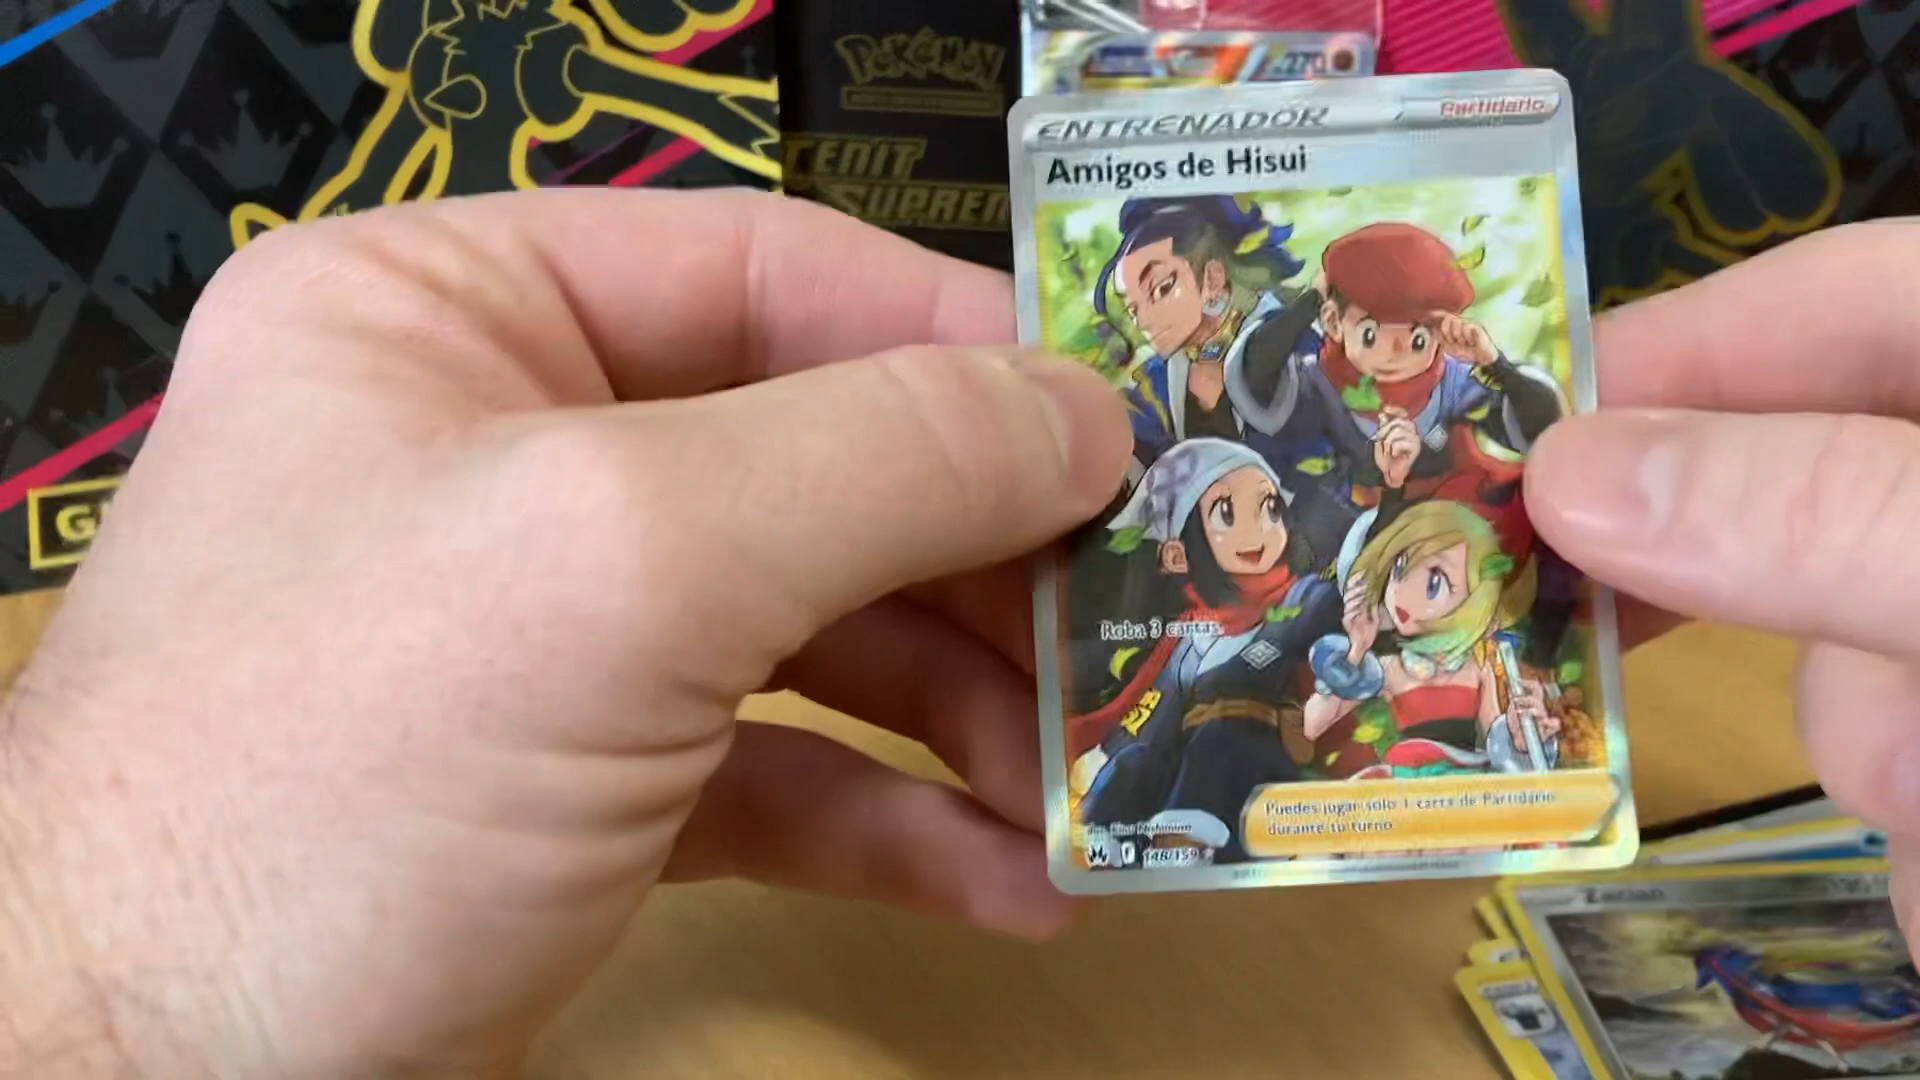 Pokémon
CENIT
SUPREM
270
ENTRENADOR
Partidario
Amigos de Hisui
Roba 3 cartas.
Puedes jugar solo 1 carta de Partidario
durante tu turno
F 148/159
G
Zacian